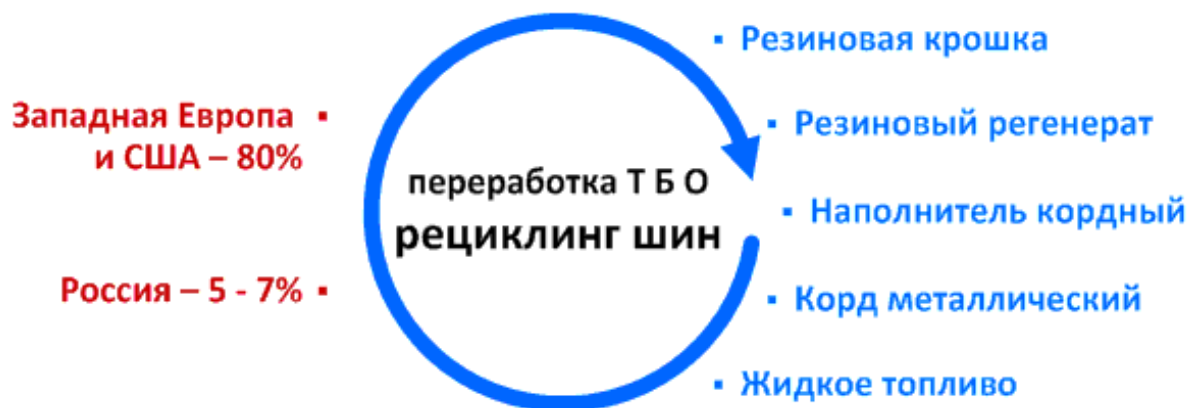 Западная Европа ▪
и США – 80%
Россия – 5 - 7% ▪
переработка Т Б О
рециклинг шин
▪ Резиновая крошка
▪ Резиновый регенерат
▪ Наполнитель кордный
▪ Корд металлический
▪ Жидкое топливо